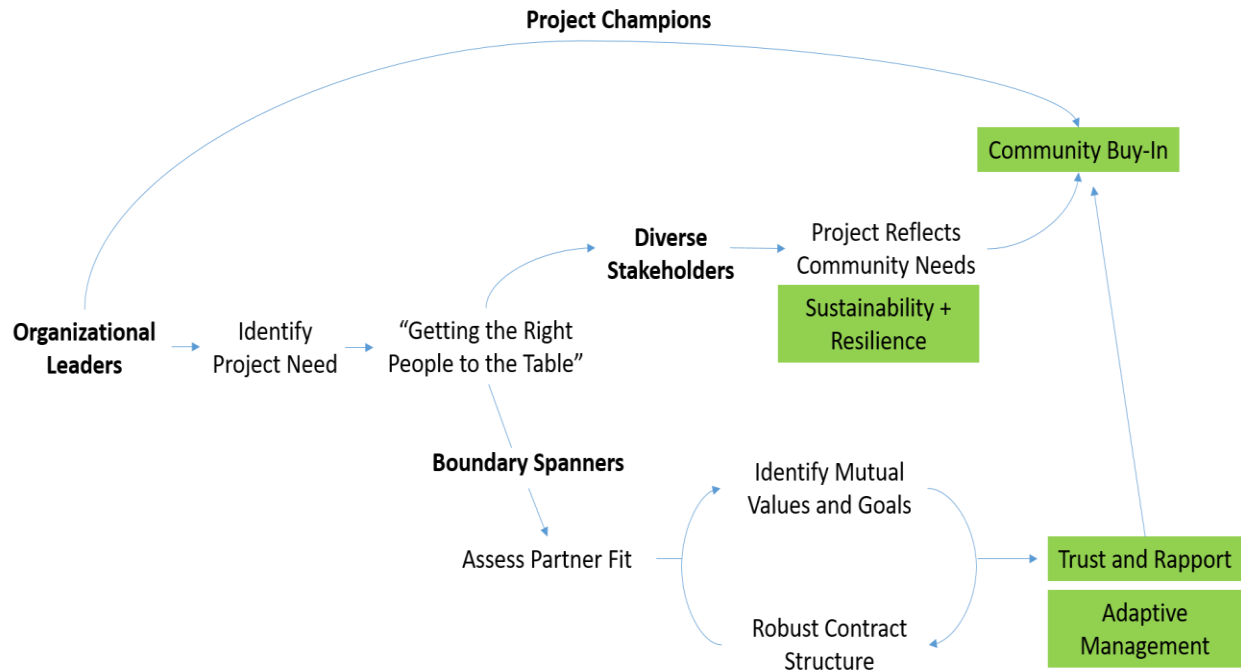 Project Champions
Community Buy-In
Diverse
Stakeholders
Project Reflects
Community Needs
Sustainability +
Resilience
Organizational
Leaders
Identify
Project Need
“Getting the Right
People to the Table”
Boundary Spanners
Identify Mutual
Values and Goals
Assess Partner Fit
Trust and Rapport
Adaptive
Management
Robust Contract
Structure